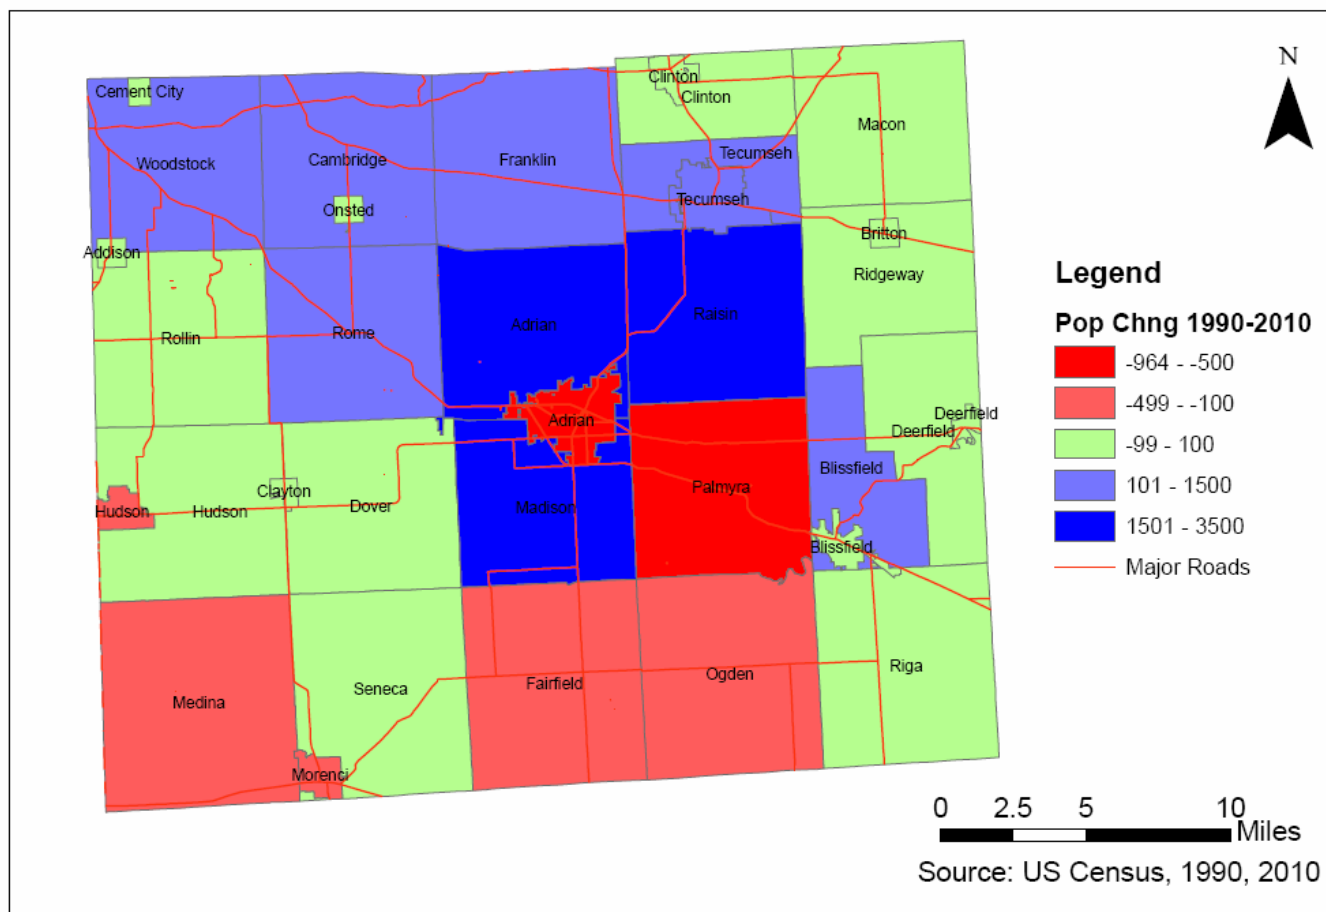 Clinton
Cement City
Clinton
Macon
Tecumseh
Woodstock
Cambridge
Franklin
Tecumseh
Onsted
Britton
Addison
Ridgeway
Raisin
Adrian
Rome
Rollin
Deerfield
Adrian
Deerfield
Blissfield
Palmyra
Clayton
Hudson
Hudson
Dover
Madison
Blissfield
Riga
Ogden
Fairfield
Seneca
Medina
Morenci
N
Legend
Pop Chng 1990-2010
-964 - -500
-499 - -100
-99 - 100
101 - 1500
1501 - 3500
Major Roads
0 2.5 5 10
Miles
Source: US Census, 1990, 2010